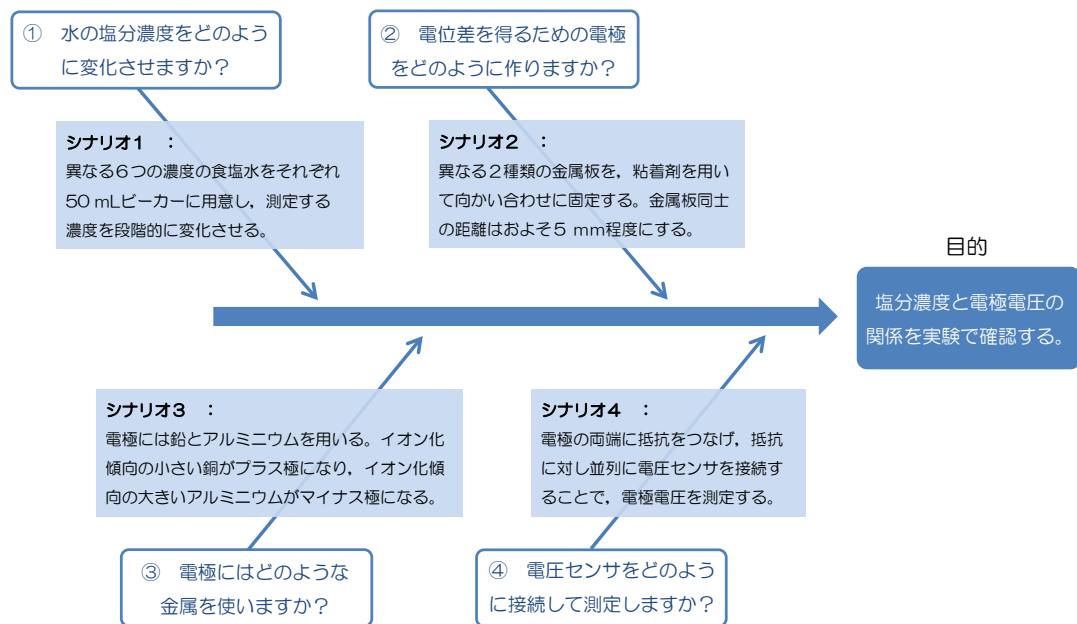 ① 水の塩分濃度をどのよう
に変化させますか？
② 電位差を得るための電極
をどのように作りますか？
シナリオ１ ：
異なる６つの濃度の食塩水をそれぞれ
50 mLビーカーに用意し，測定する
濃度を段階的に変化させる。
シナリオ２ ：
異なる２種類の金属板を，粘着剤を用い
て向かい合わせに固定する。金属板同士
の距離はおよそ５ mm程度にする。
目的
塩分濃度と電極電圧の
関係を実験で確認する。
シナリオ３ ：
電極には鉛とアルミニウムを用いる。イオン化
傾向の小さい銅がプラス極になり，イオン化傾
向の大きいアルミニウムがマイナス極になる。
シナリオ４ ：
電極の両端に抵抗をつなげ，抵抗
に対し並列に電圧センサを接続す
ることで，電極電圧を測定する。
③ 電極にはどのような
金属を使いますか？
④ 電圧センサをどのよう
に接続して測定しますか？